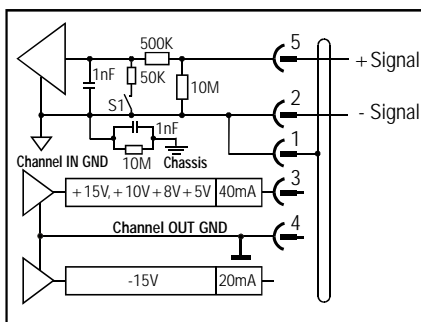 500K
5
+ Signal
1nF
50K
10M
S1
2
- Signal
1nF
1
Channel IN GND
10M
Chassis
3
+15V, +10V +8V +5V
40mA
4
Channel OUT GND
-15V
20mA